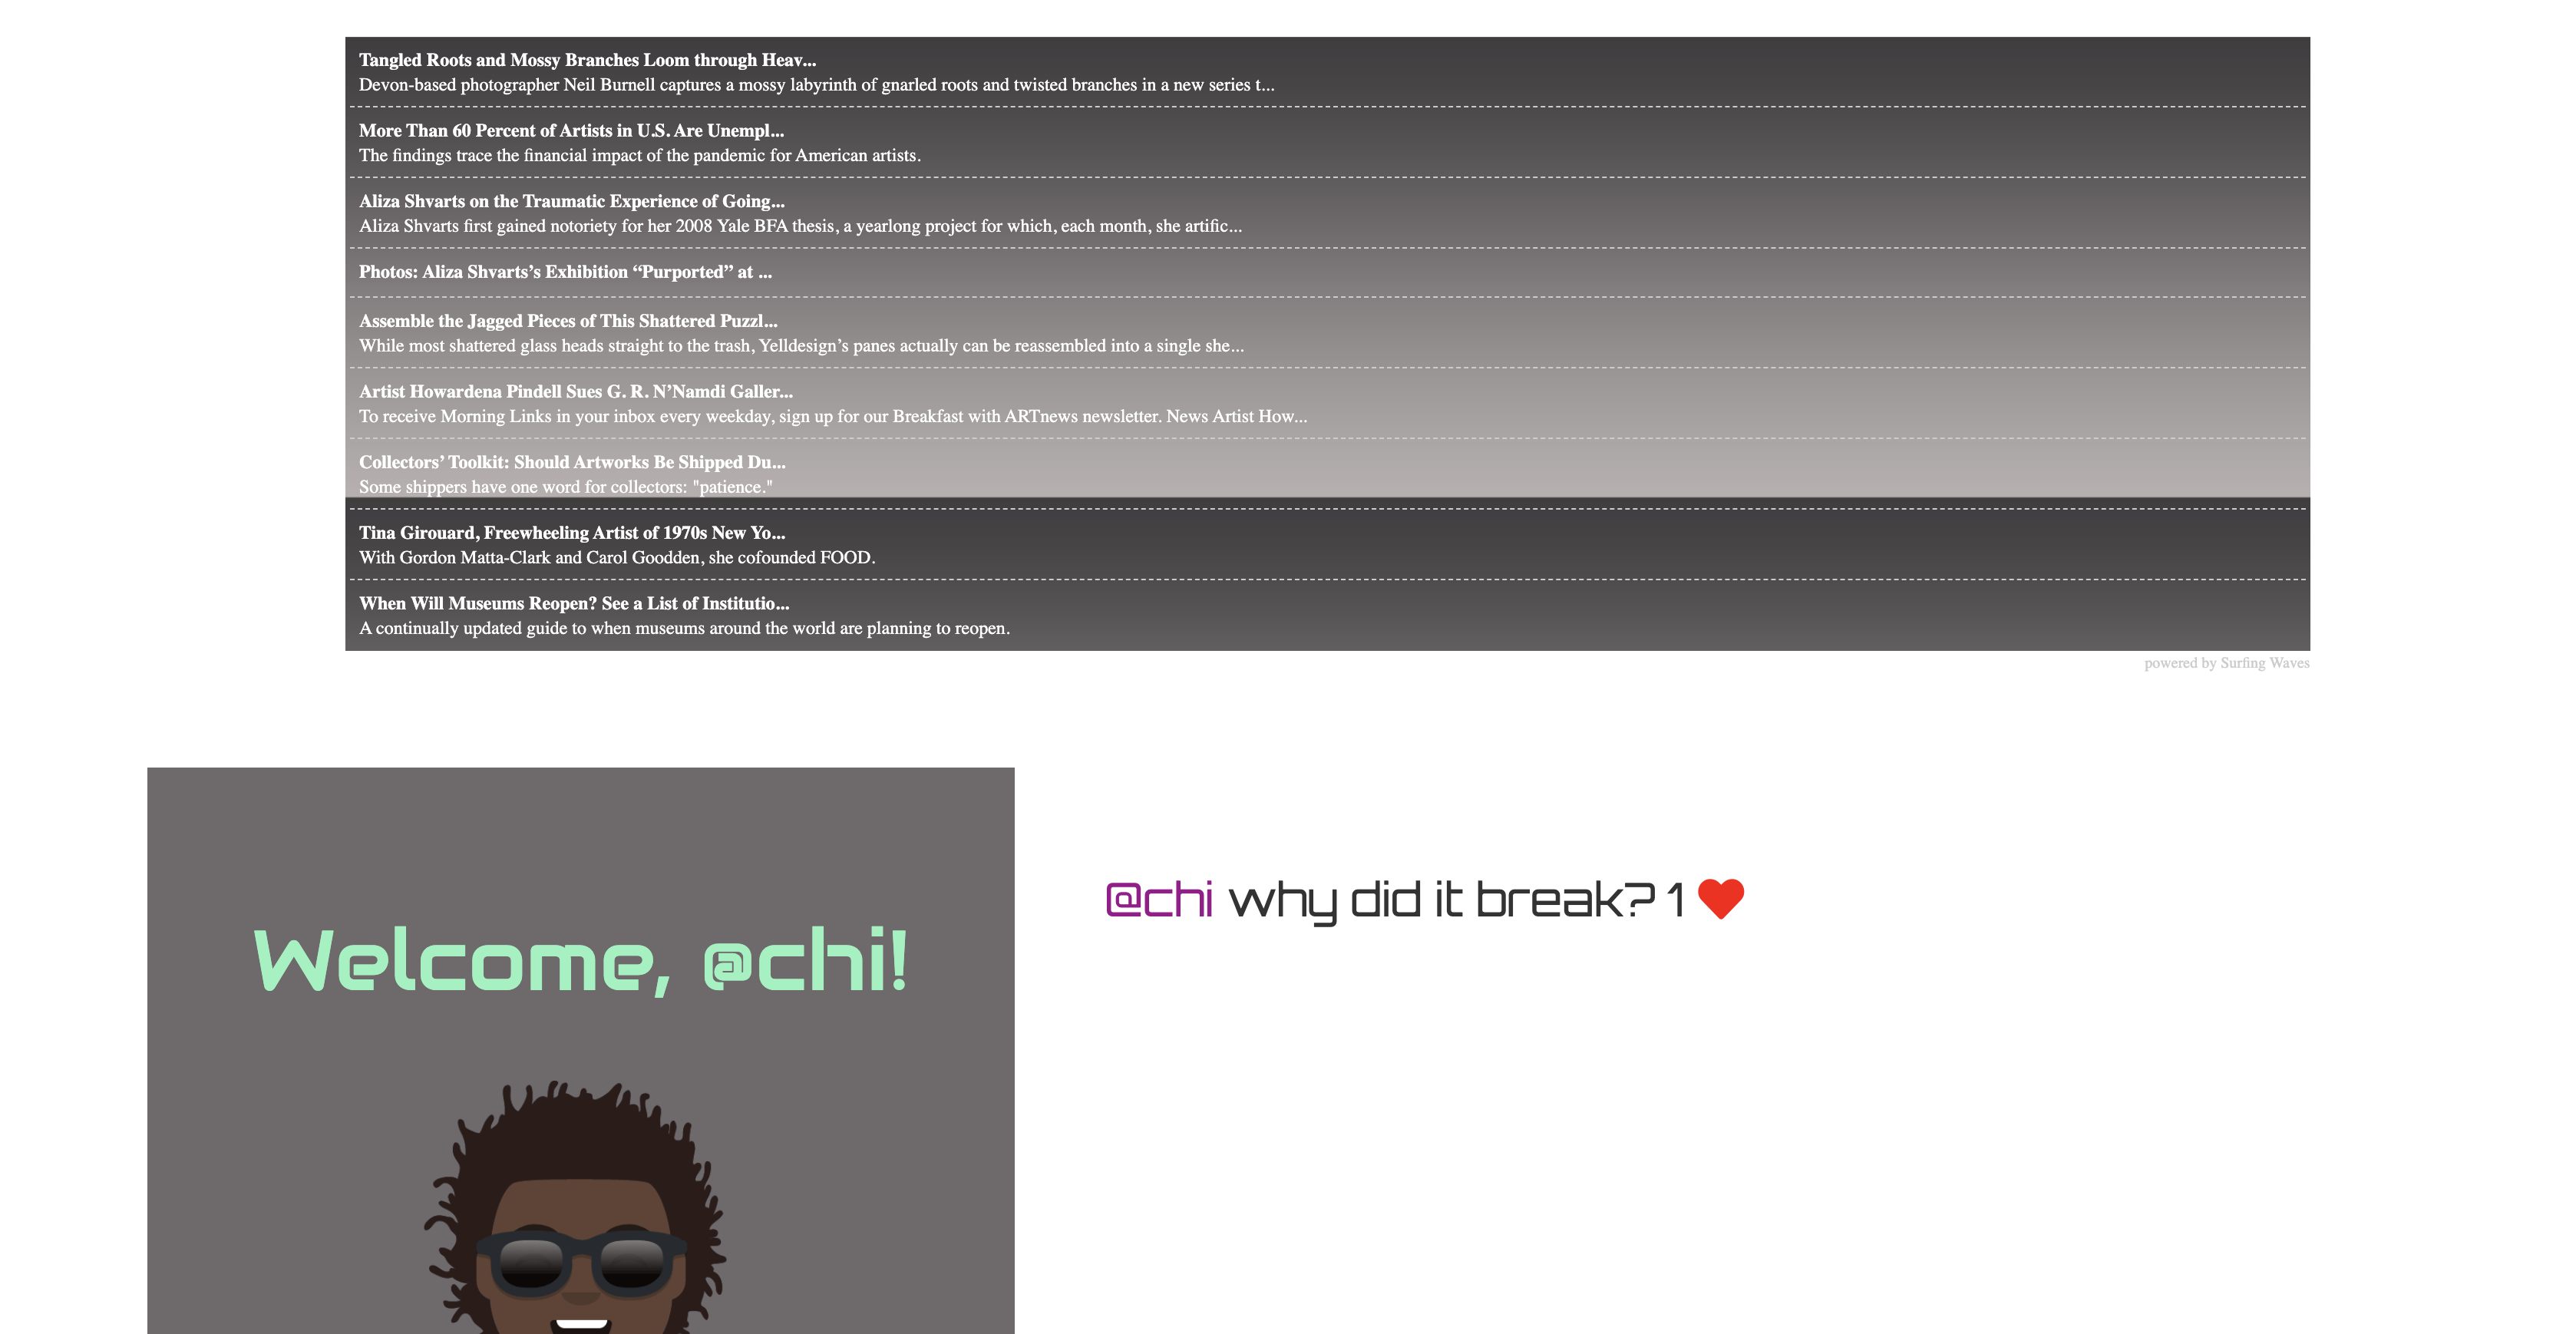 Tangled Roots and Mossy Branches Loom through Heav...
Devon-based photographer Neil Burnell captures a mossy labyrinth of gnarled roots and twisted branches in a new series t...
More Than 60 Percent of Artists in U.S. Are Unempl...
The findings trace the financial impact of the pandemic for American artists.
Aliza Shvarts on the Traumatic Experience of Going...
Aliza Shvarts first gained notoriety for her 2008 Yale BFA thesis, a yearlong project for which, each month, she artific...
Photos: Aliza Shvarts’s Exhibition “Purported” at ...
Assemble the Jagged Pieces of This Shattered Puzzl...
While most shattered glass heads straight to the trash, Yelldesign’s panes actually can be reassembled into a single she...
Artist Howardena Pindell Sues G. R. N’Namdi Galler...
To receive Morning Links in your inbox every weekday, sign up for our Breakfast with ARTnews newsletter. News Artist How...
Collectors’ Toolkit: Should Artworks Be Shipped Du...
Some shippers have one word for collectors: "patience."
Tina Girouard, Freewheeling Artist of 1970s New Yo...
With Gordon Matta-Clark and Carol Goodden, she cofounded FOOD.
When Will Museums Reopen? See a List of Institutio...
A continually updated guide to when museums around the world are planning to reopen.
powered by Surfing Waves
Welcome, @chi!
@chi why did it break? 1 ❤